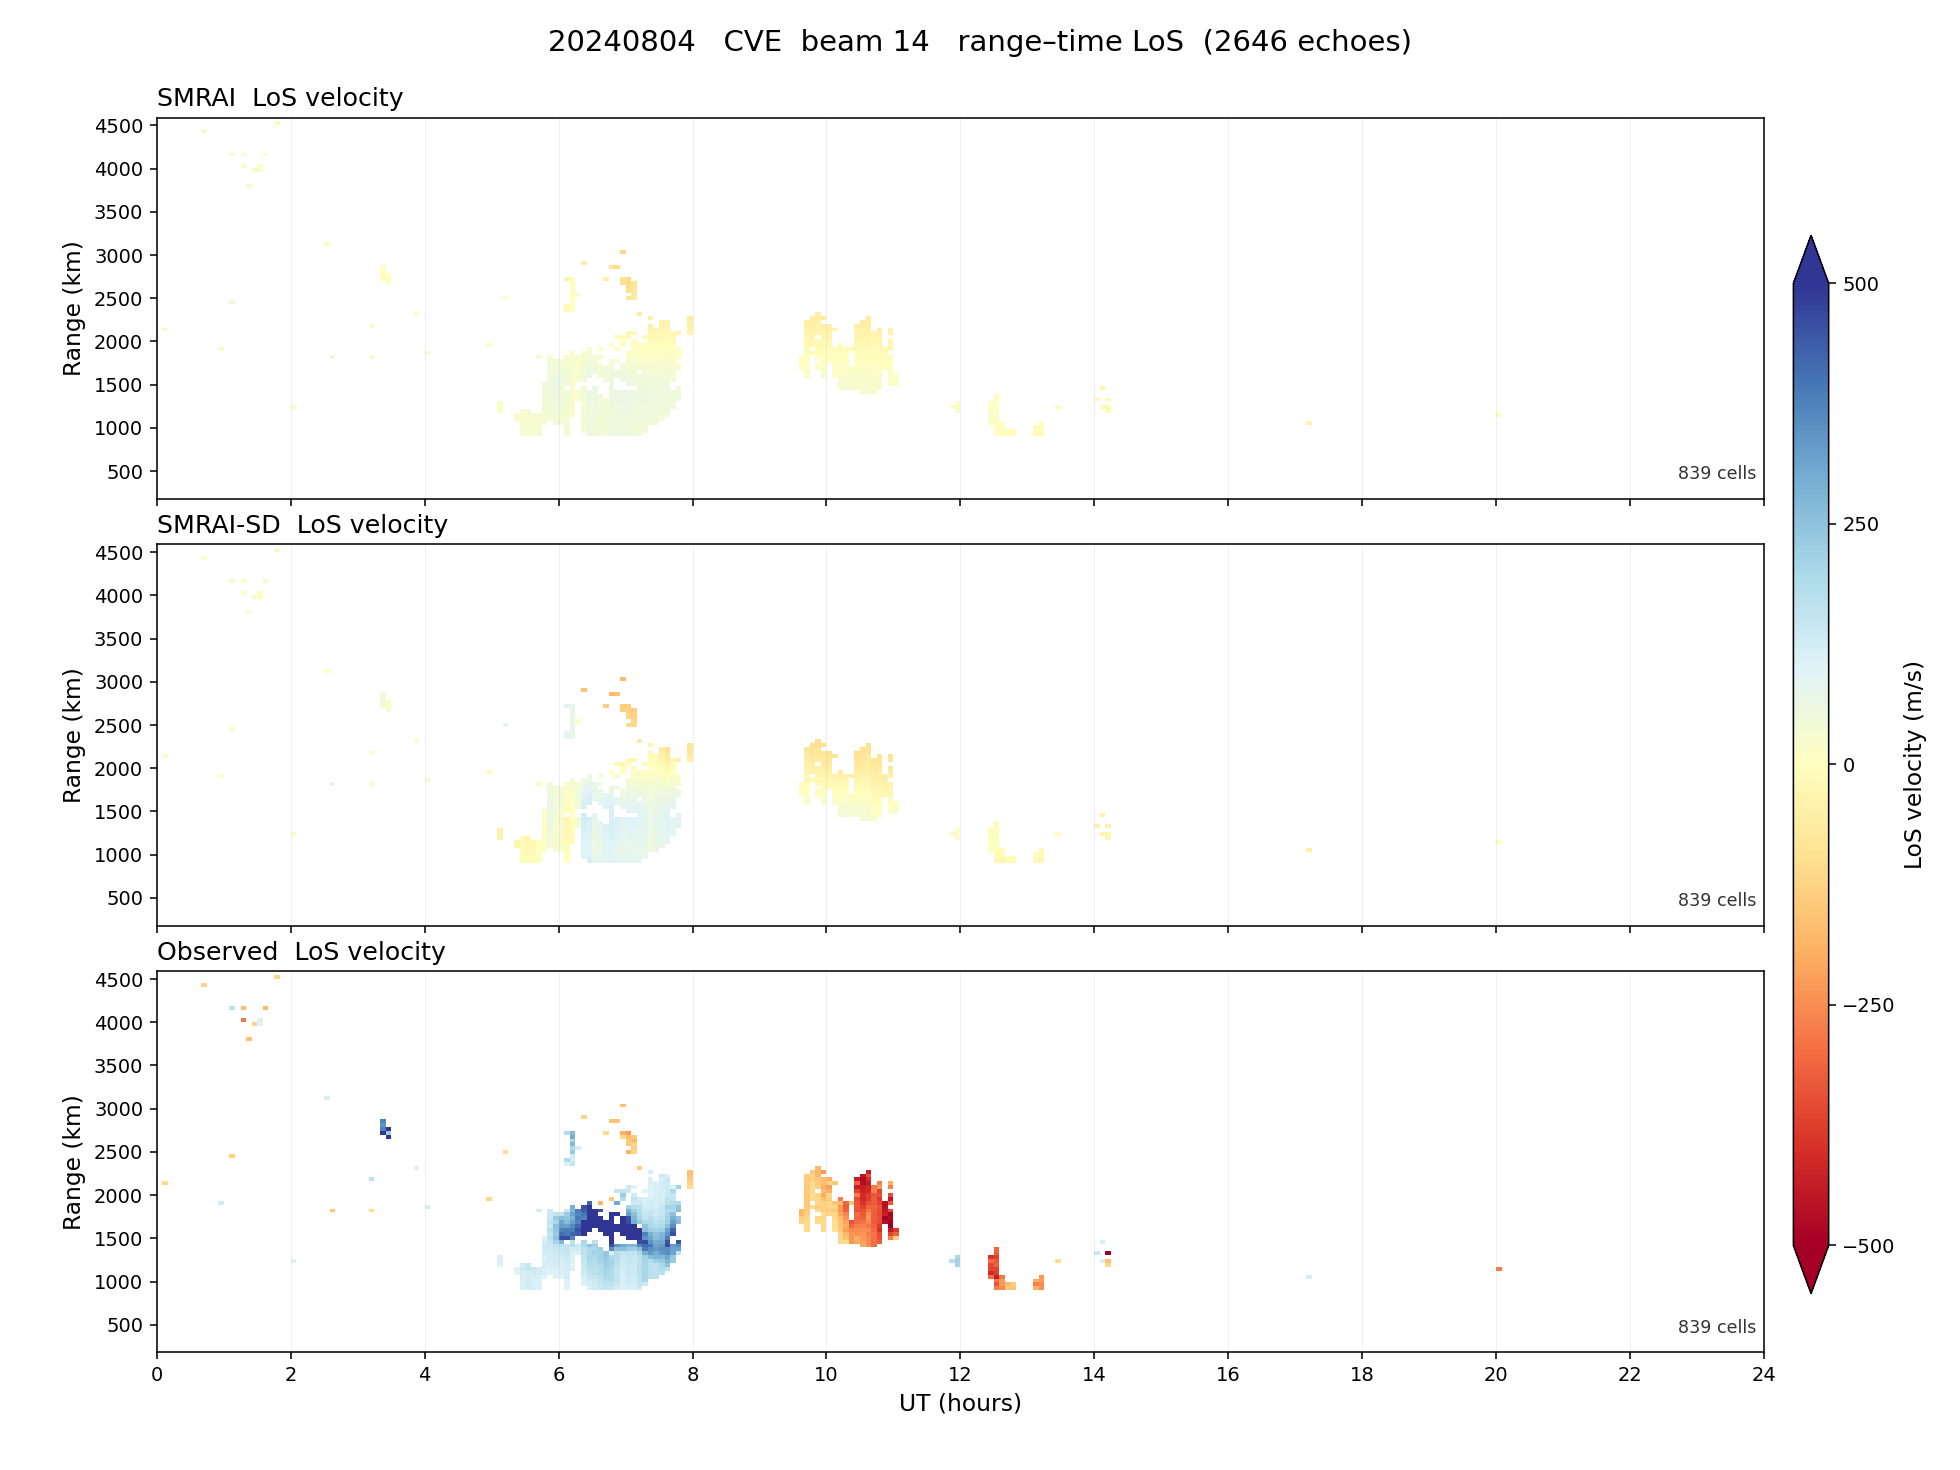 20240804   CVE  beam 14   range–time LoS  (2646 echoes)
SMRAI  LoS velocity
4500
4000
3500
3000
2500
2000
1500
1000
500
Range (km)
839 cells
SMRAI-SD  LoS velocity
4500
4000
3500
3000
2500
2000
1500
1000
500
Range (km)
839 cells
Observed  LoS velocity
4500
4000
3500
3000
2500
2000
1500
1000
500
Range (km)
839 cells
0 2 4 6 8 10 12 14 16 18 20 22 24
UT (hours)
500
250
0
−250
−500
LoS velocity (m/s)